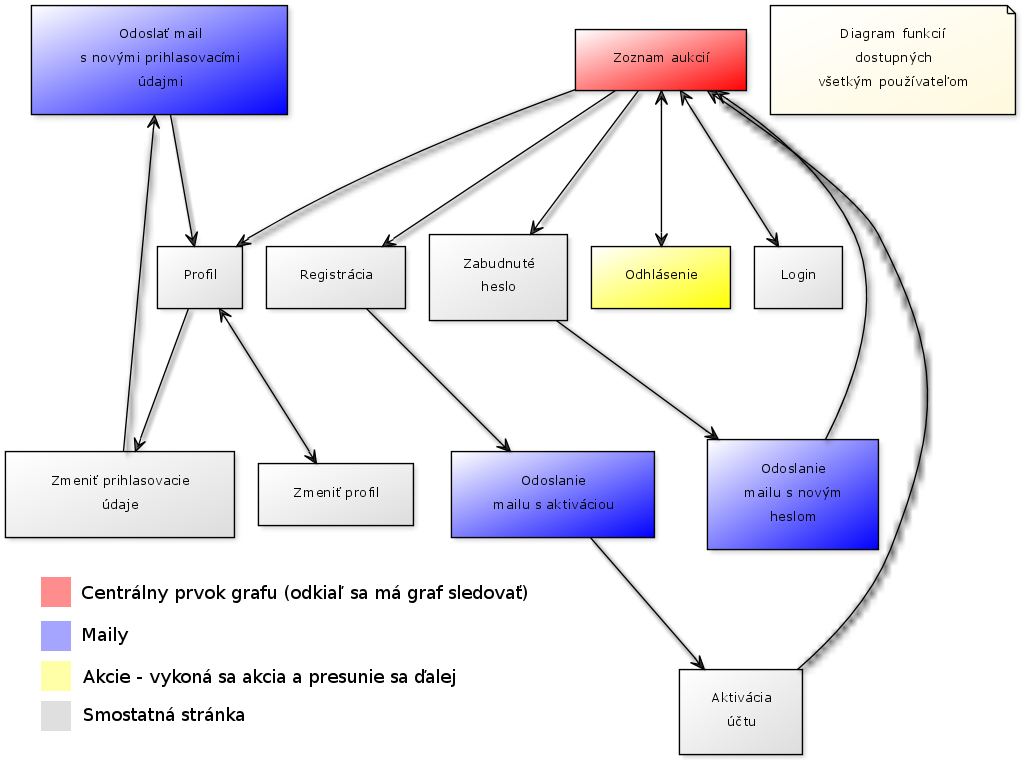 Odoslať mail
s novými prihlasovacími
údajmi
Zoznam aukcií
Diagram funkcií
dostupných
všetkým používateľom
Profil
Registrácia
Zabudnuté
heslo
Odhlásenie
Login
Zmeniť prihlasovacie
údaje
Zmeniť profil
Odoslanie
mailu s aktiváciou
Odoslanie
mailu s novým
heslom
Centrálny prvok grafu (odkiaľ sa má graf sledovať)
Maily
Akcie - vykoná sa akcia a presunie sa ďalej
Smostatná stránka
Aktivácia
účtu